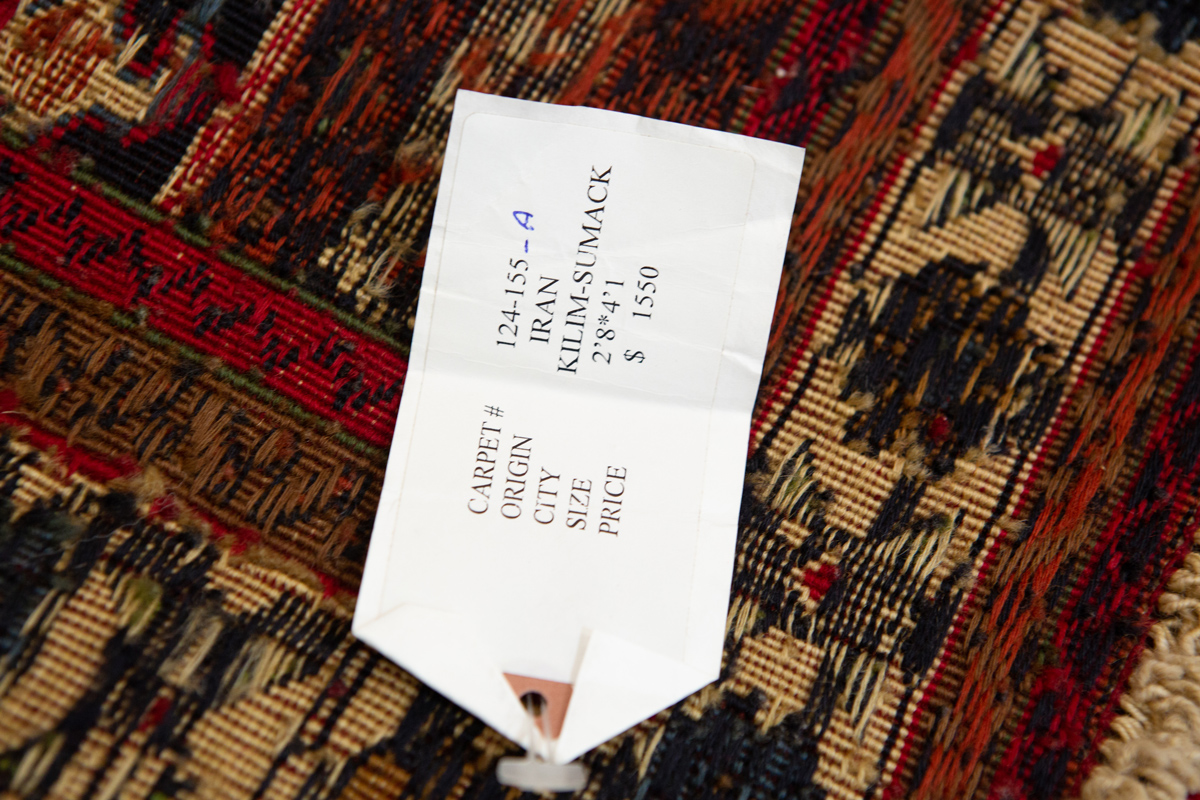 CARPET # 124-155 - A
ORIGIN IRAN
CITY KILIM-SUMACK
SIZE 2'8*4'1
PRICE $ 1550